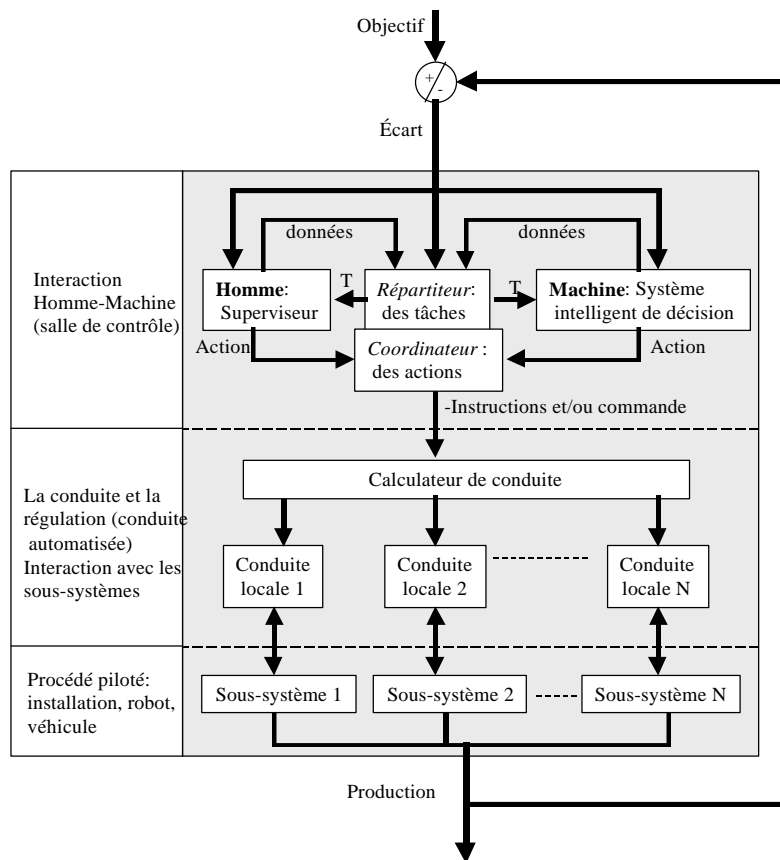 Objectif
+
-
Écart
Interaction
Homme-Machine
(salle de contrôle)
données
données
Homme:
Superviseur
T
Répartiteur :
des tâches
T
Machine: Système
intelligent de décision
Action
Coordinateur :
des actions
Action
-Instructions et/ou commande
La conduite et la
régulation (conduite
automatisée)
Interaction avec les
sous-systèmes
Calculateur de conduite
Conduite
locale 1
Conduite
locale 2
Conduite
locale N
Procédé piloté:
installation, robot,
véhicule
Sous-système 1
Sous-système 2
Sous-système N
Production